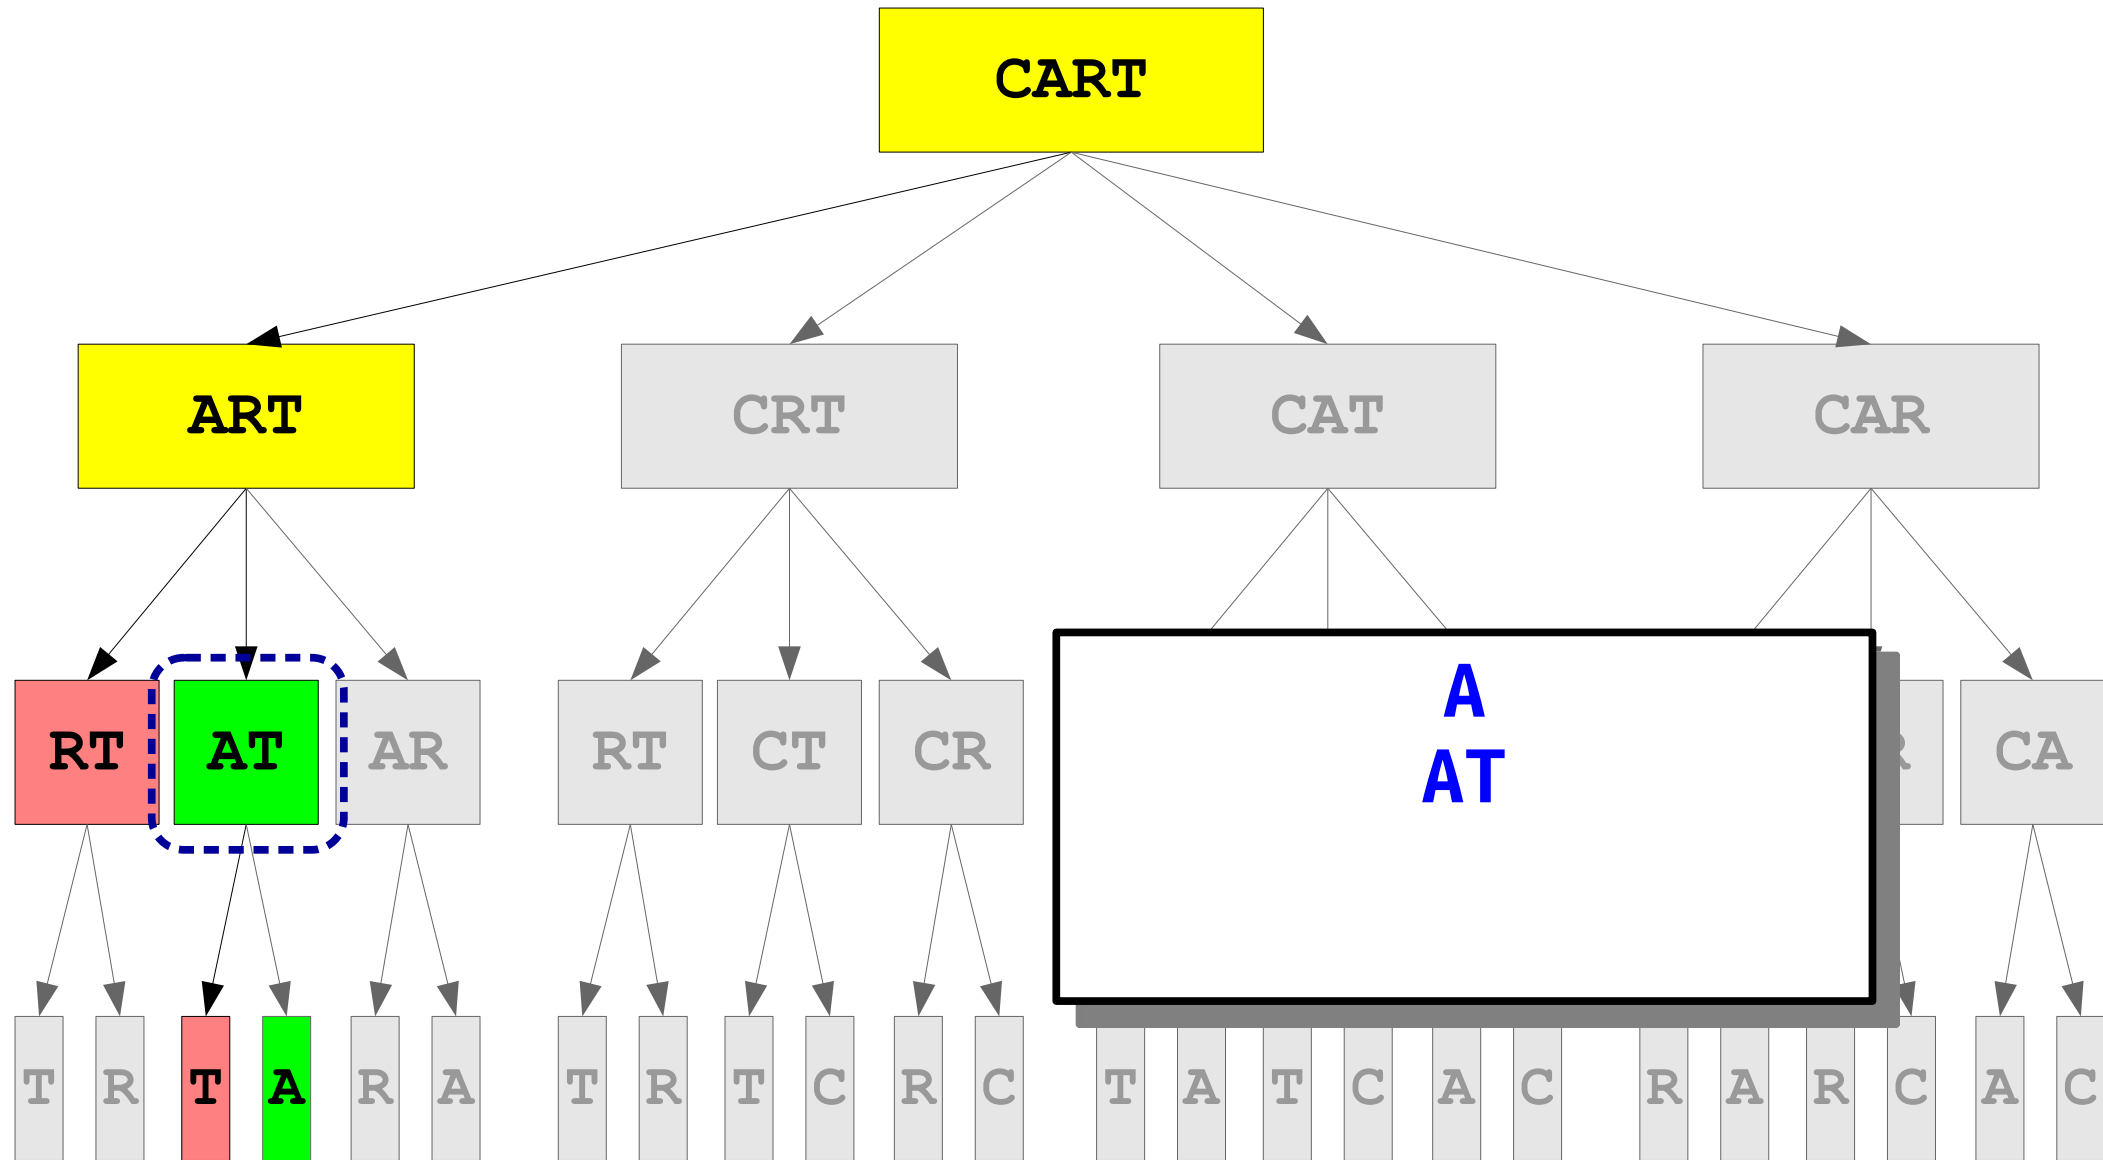 CART
ART CRT CAT CAR
RT AT AR RT CT CR R CA
A
AT
T R T A R A T R T C R C T A T C A C R A R C A C